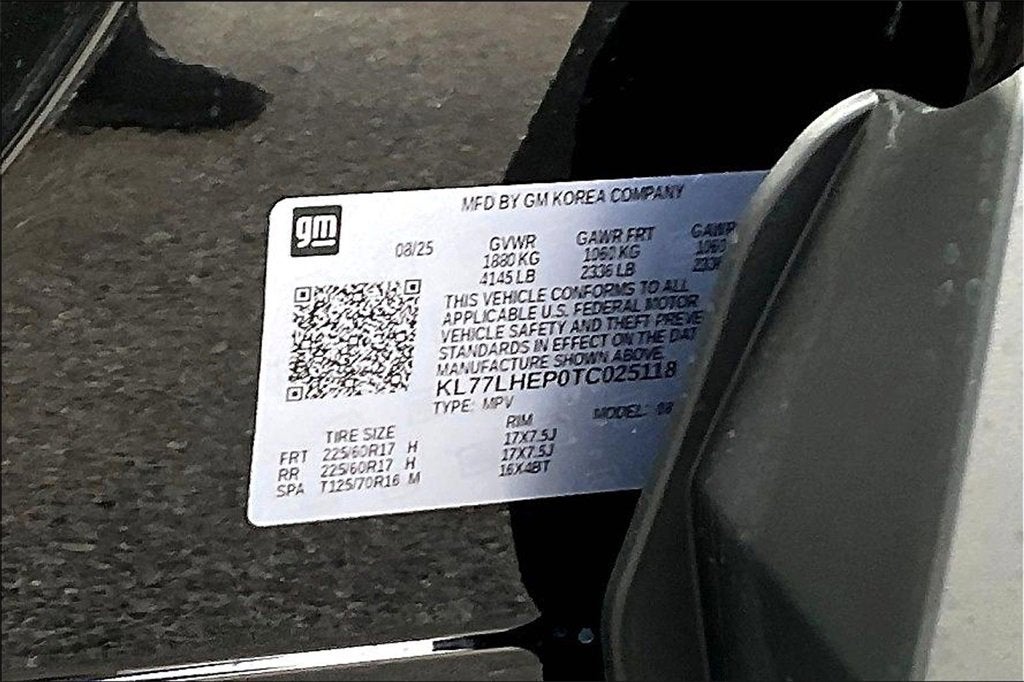 MFD BY GM KOREA COMPANY
gm
08/25
GVWR GAWR FRT
1880 KG 1060 KG 1060
4145 LB 2336 LB
THIS VEHICLE CONFORMS TO ALL
APPLICABLE U.S. FEDERAL MOTOR
VEHICLE SAFETY AND THEFT PREVE
STANDARDS IN EFFECT ON THE DAT
MANUFACTURE SHOWN ABOVE.
KL77LHEP0TC025118
TYPE: MPV MODEL:
TIRE SIZE RIM
FRT 225/60R17 H 17X7.5J
RR 225/60R17 H 17X7.5J
SPA T125/70R16 M 16X4BT